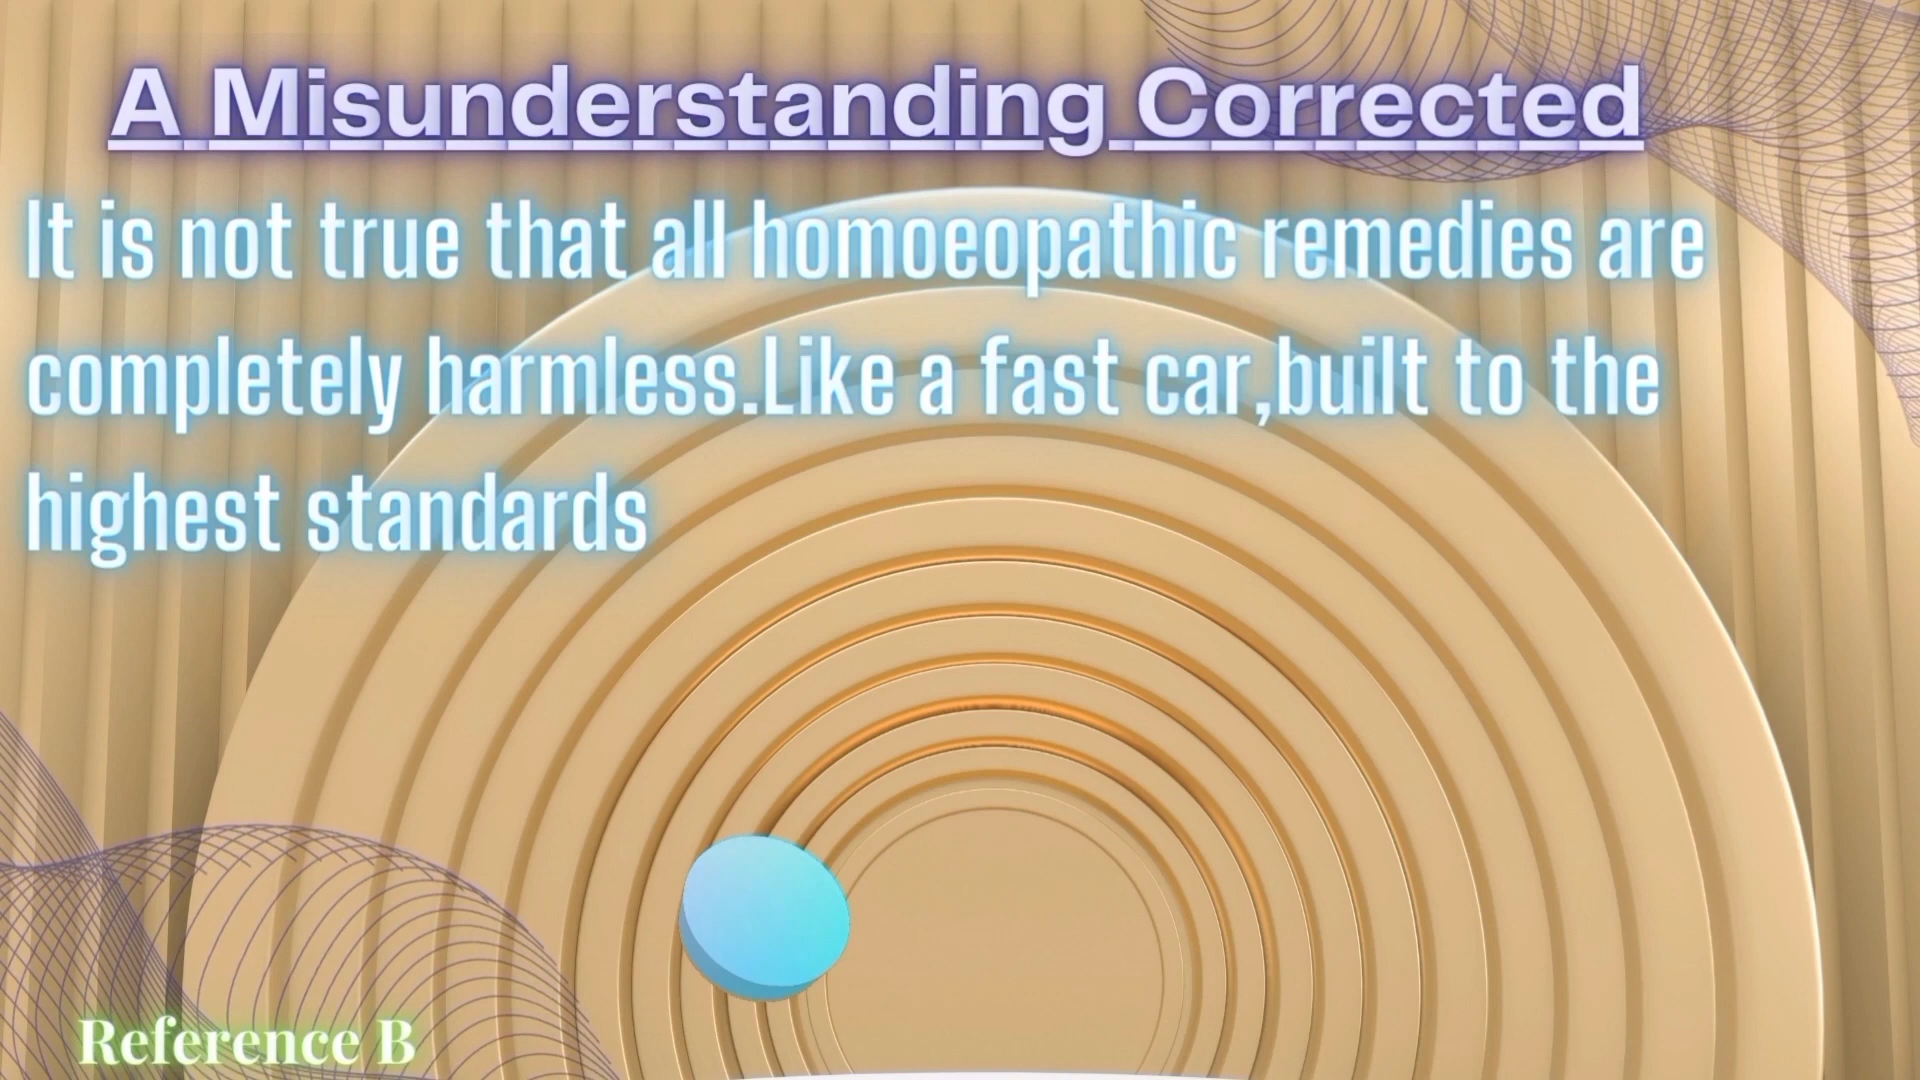 A Misunderstanding Corrected
It is not true that all homoeopathic remedies are
completely harmless.Like a fast car,built to the
highest standards
Reference B